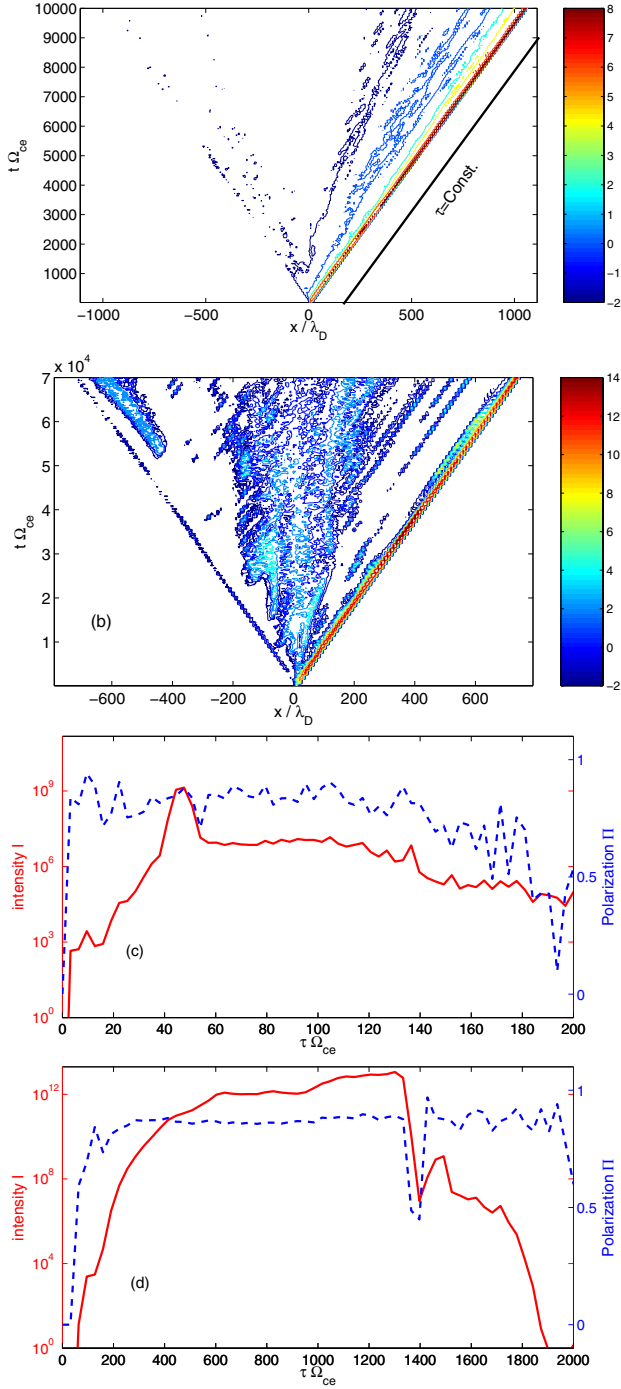 10000
9000
8000
7000
6000
5000
4000
3000
2000
1000
t Ω_ce
−1000 −500 0 500 1000
x / λ_D
τ=Const.
8
7
6
5
4
3
2
1
0
−1
−2
x 10^4
7
6
5
4
3
2
1
t Ω_ce
(b)
−600 −400 −200 0 200 400 600
x / λ_D
14
12
10
8
6
4
2
0
−2
10^9
10^6
10^3
10^0
intensity I
(c)
0 20 40 60 80 100 120 140 160 180 200
τ Ω_ce
1
0.5
0
Polarization Π
10^12
10^8
10^4
10^0
intensity I
(d)
0 200 400 600 800 1000 1200 1400 1600 1800 2000
τ Ω_ce
1
0.5
0
Polarization Π